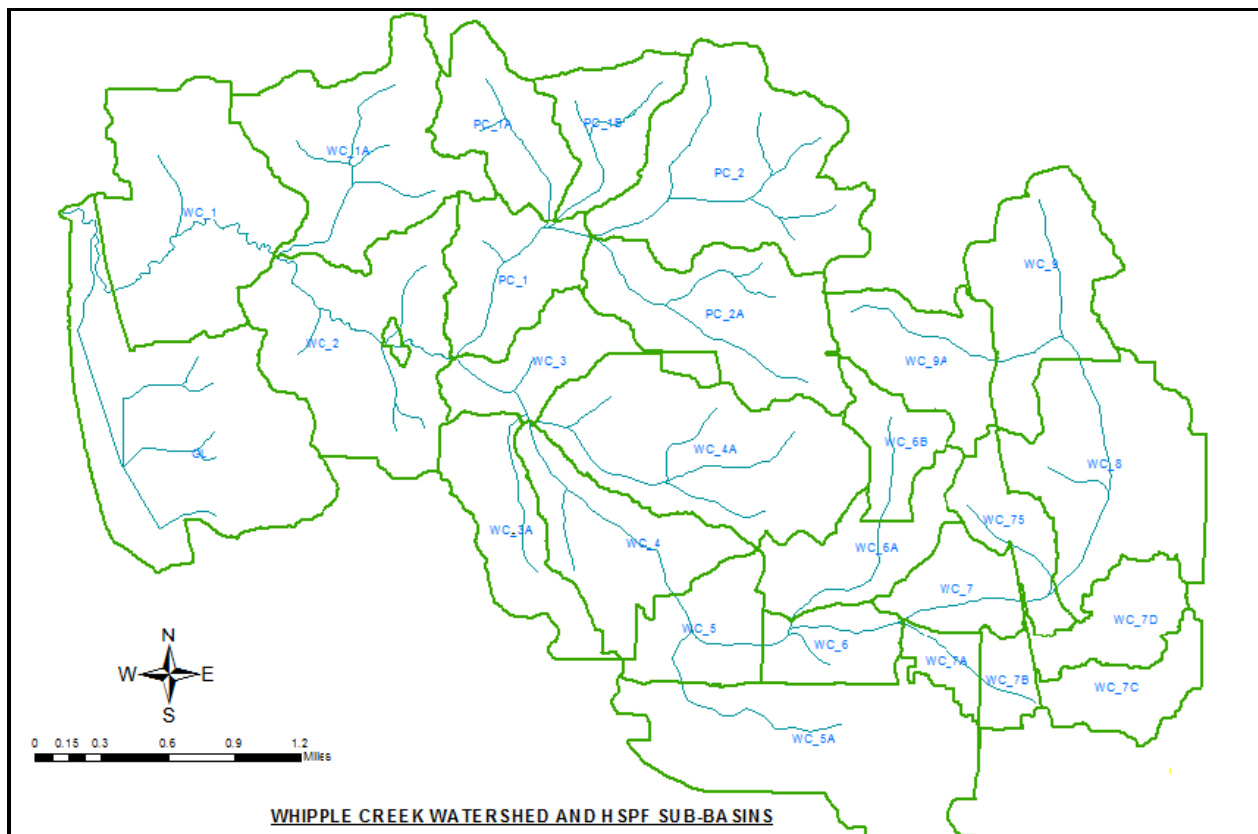 PC_1A
PC_1B
WC_1A
PC_2
WC_1
WC_9
PC_1
PC_2A
WC_2
WC_3
WC_9A
WC_6B
WC_4A
GL
WC_8
WC_3A
WC_75
WC_4
WC_6A
WC_7
WC_7D
WC_5
WC_6
WC_7A
WC_7B
WC_7C
WC_5A
N
W E
S
0 0.15 0.3 0.6 0.9 1.2
Miles
WHIPPLE CREEK WATERSHED AND HSPF SUB-BASINS